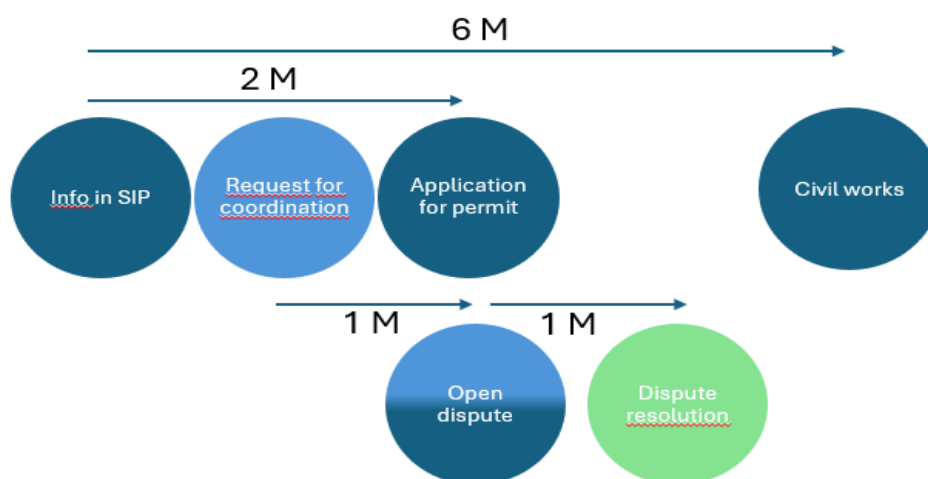 6 M
2 M
Info in SIP
Request for
coordination
Application
for permit
Civil works
1 M
1 M
Open
dispute
Dispute
resolution